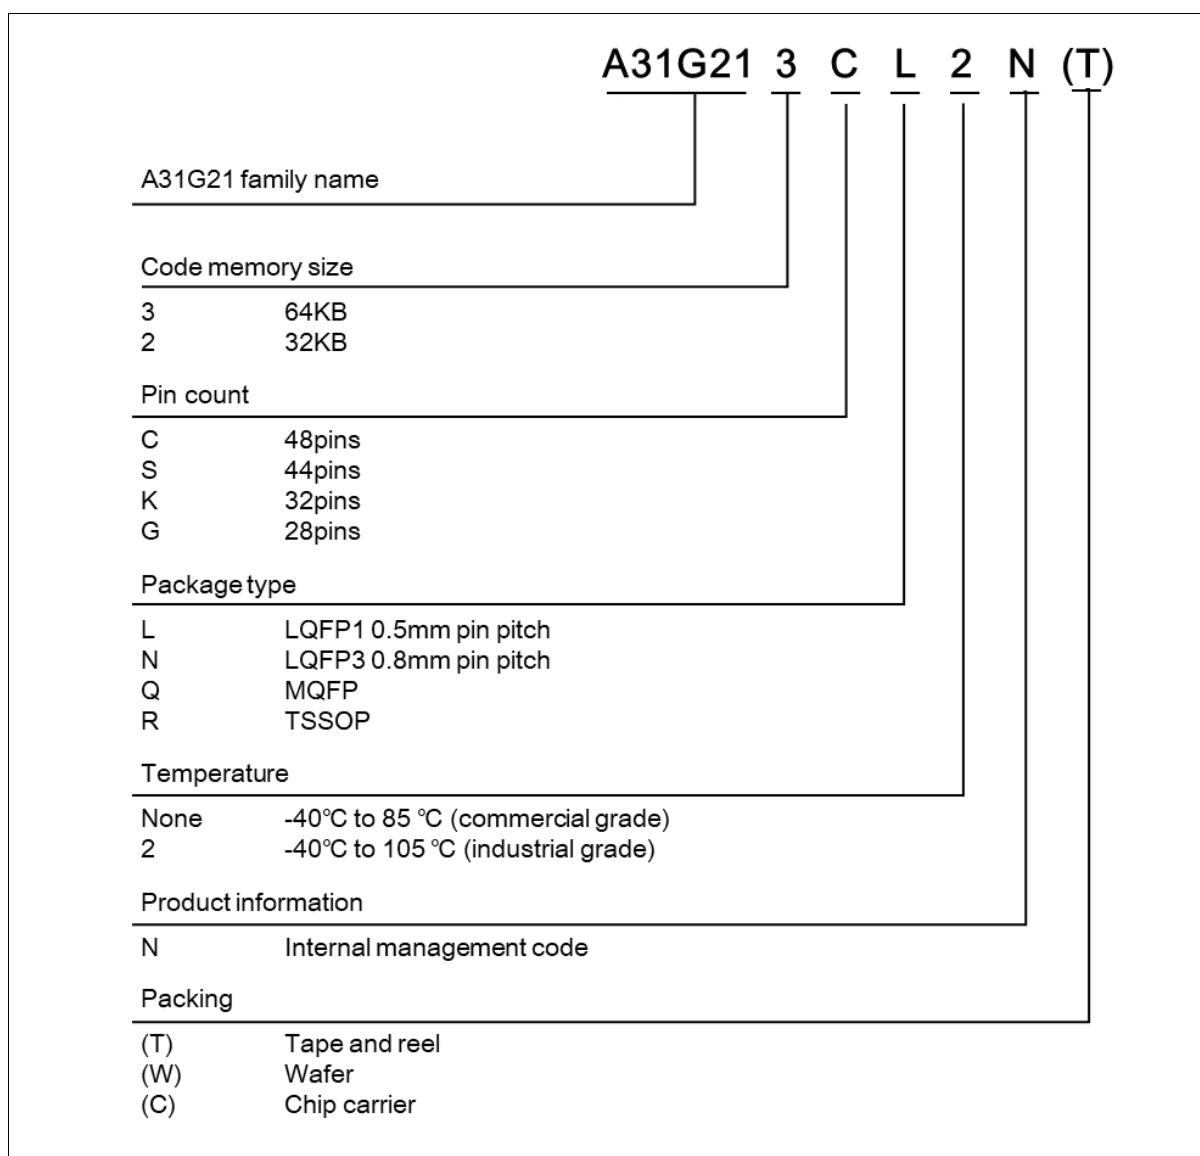 A31G21 3 C L 2 N (T)
A31G21 family name
Code memory size
3 64KB
2 32KB
Pin count
C 48pins
S 44pins
K 32pins
G 28pins
Package type
L LQFP1 0.5mm pin pitch
N LQFP3 0.8mm pin pitch
Q MQFP
R TSSOP
Temperature
None -40℃ to 85 ℃ (commercial grade)
2 -40℃ to 105 ℃ (industrial grade)
Product information
N Internal management code
Packing
(T) Tape and reel
(W) Wafer
(C) Chip carrier